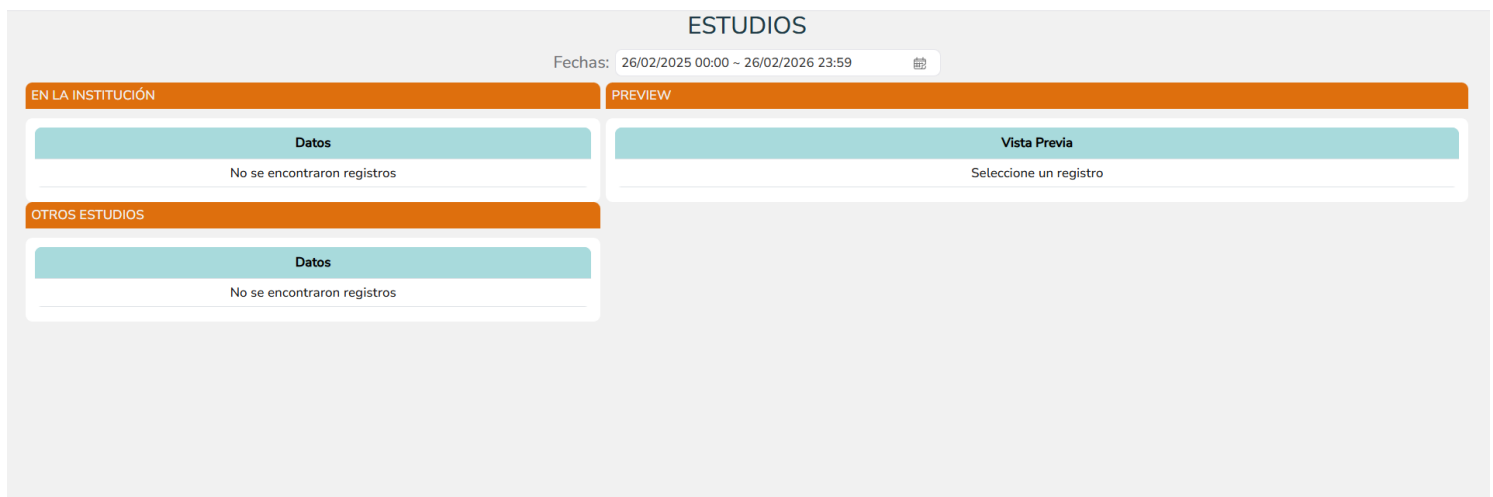 ESTUDIOS
Fechas: 26/02/2025 00:00 ~ 26/02/2026 23:59
EN LA INSTITUCIÓN
Datos
No se encontraron registros
OTROS ESTUDIOS
Datos
No se encontraron registros
PREVIEW
Vista Previa
Seleccione un registro